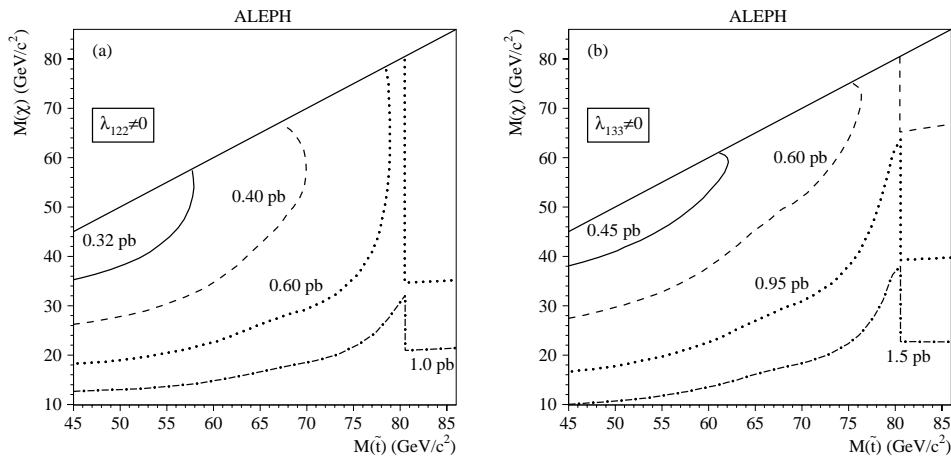 ALEPH
(a)
M(χ) (GeV/c²)
80
70
60
50
40
30
20
10
λ₁₂₂≠0
0.32 pb
0.40 pb
0.60 pb
1.0 pb
45 50 55 60 65 70 75 80 85
M(t̃) (GeV/c²)
ALEPH
(b)
M(χ) (GeV/c²)
80
70
60
50
40
30
20
10
λ₁₃₃≠0
0.60 pb
0.45 pb
0.95 pb
1.5 pb
45 50 55 60 65 70 75 80 85
M(t̃) (GeV/c²)